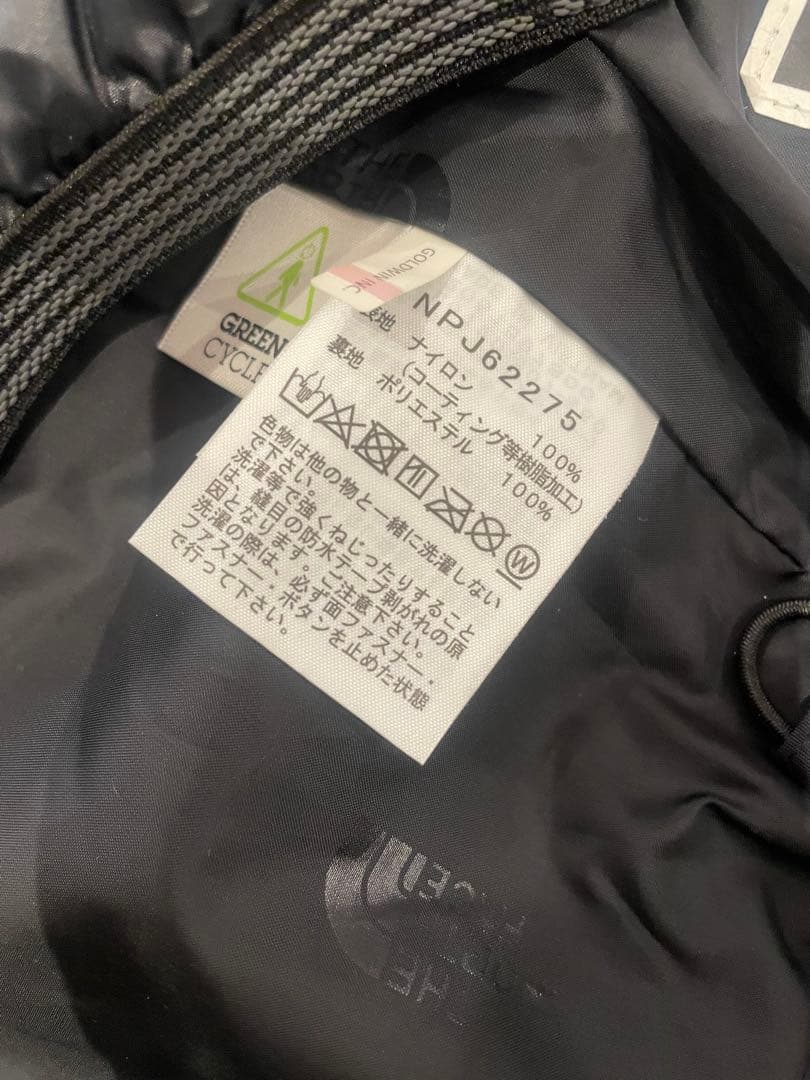 GREEN
CYCLE
GOLDWIN INC
NPJ62275
表地 ナイロン 100%
(コーティング等樹脂加工)
裏地 ポリエステル 100%
W
色物は他の物と一緒に洗濯しない
で下さい。
洗濯等で強くねじったりすること
は、縫目の防水テープ剥がれの原
因となります。ご注意下さい。
洗濯の際は、必ず面ファスナー・
ファスナー・ボタンを止めた状態
で行って下さい。
THE
FACE